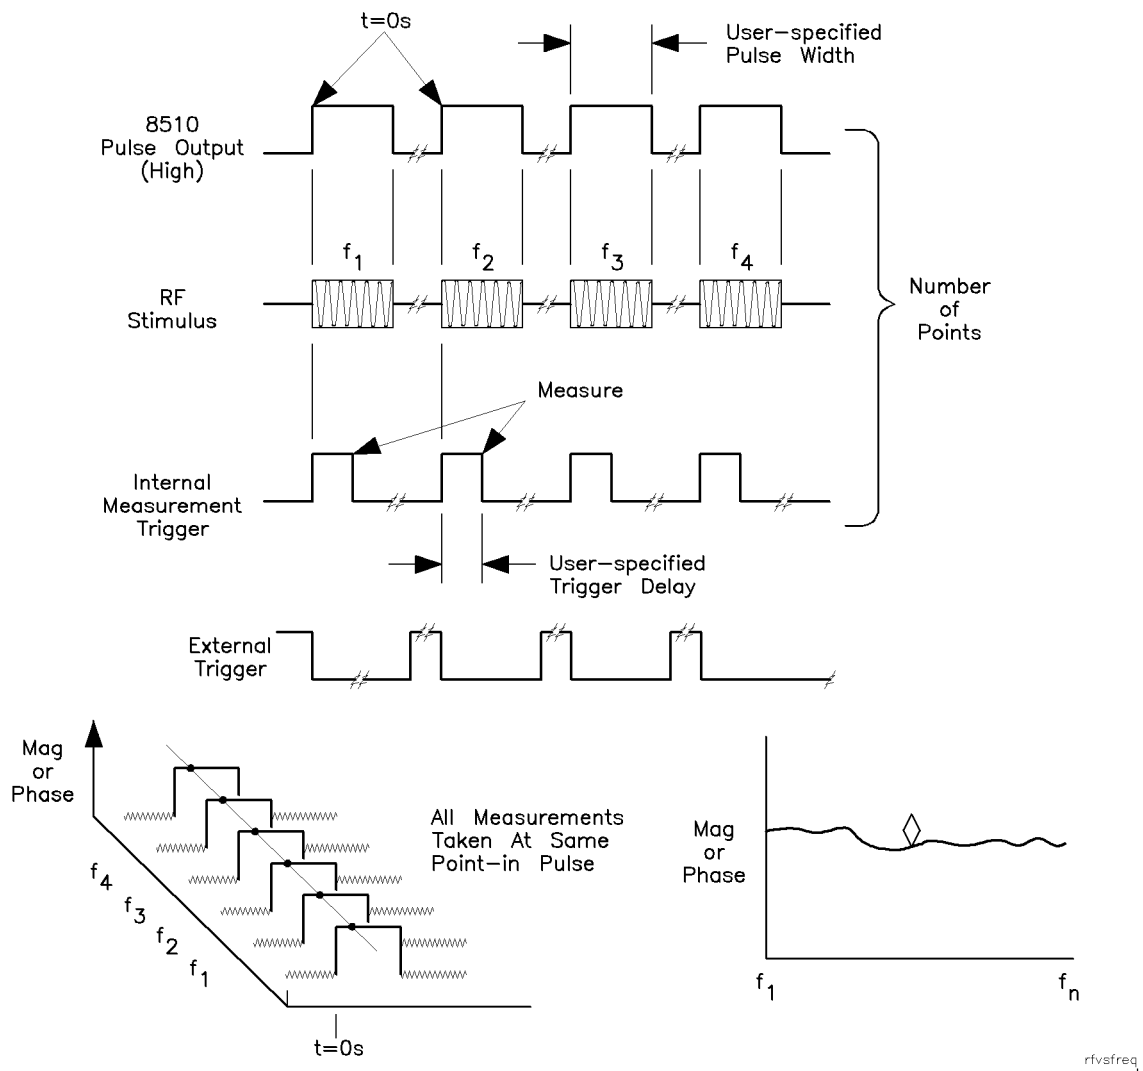 t=0s
User-specified
Pulse Width
8510
Pulse Output
(High)
f1
f2
f3
f4
RF
Stimulus
Number
of
Points
Measure
Internal
Measurement
Trigger
User-specified
Trigger Delay
External
Trigger
Mag
or
Phase
f4
f3
f2
f1
t=0s
All Measurements
Taken At Same
Point-in Pulse
Mag
or
Phase
f1
fn
rfvsfreq